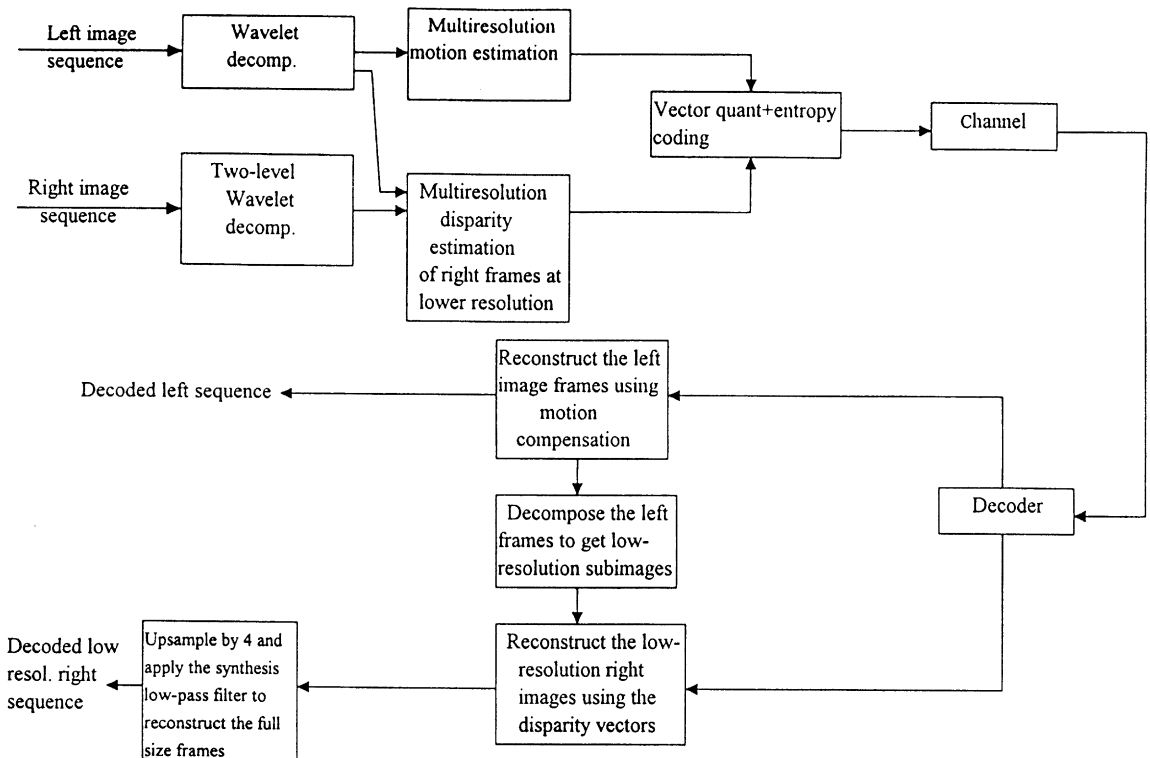 Left image
sequence
Wavelet
decomp.
Multiresolution
motion estimation
Vector quant+entropy
coding
Channel
Right image
sequence
Two-level
Wavelet
decomp.
Multiresolution
disparity
estimation
of right frames at
lower resolution
Decoded left sequence
Reconstruct the left
image frames using
motion
compensation
Decoder
Decompose the left
frames to get low-
resolution subimages
Decoded low
resol. right
sequence
Upsample by 4 and
apply the synthesis
low-pass filter to
reconstruct the full
size frames
Reconstruct the low-
resolution right
images using the
disparity vectors